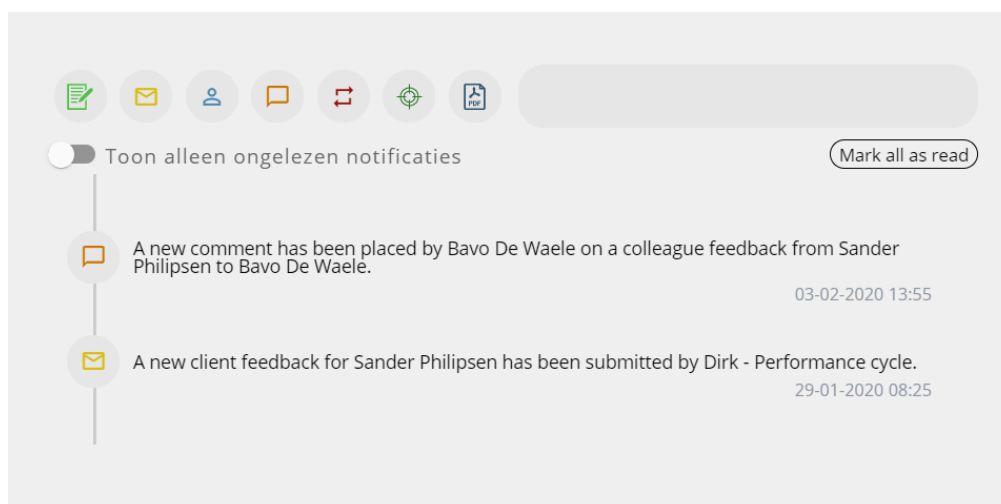 PDF
Toon alleen ongelezen notificaties
Mark all as read
A new comment has been placed by Bavo De Waele on a colleague feedback from Sander
Philipsen to Bavo De Waele.
03-02-2020 13:55
A new client feedback for Sander Philipsen has been submitted by Dirk - Performance cycle.
29-01-2020 08:25